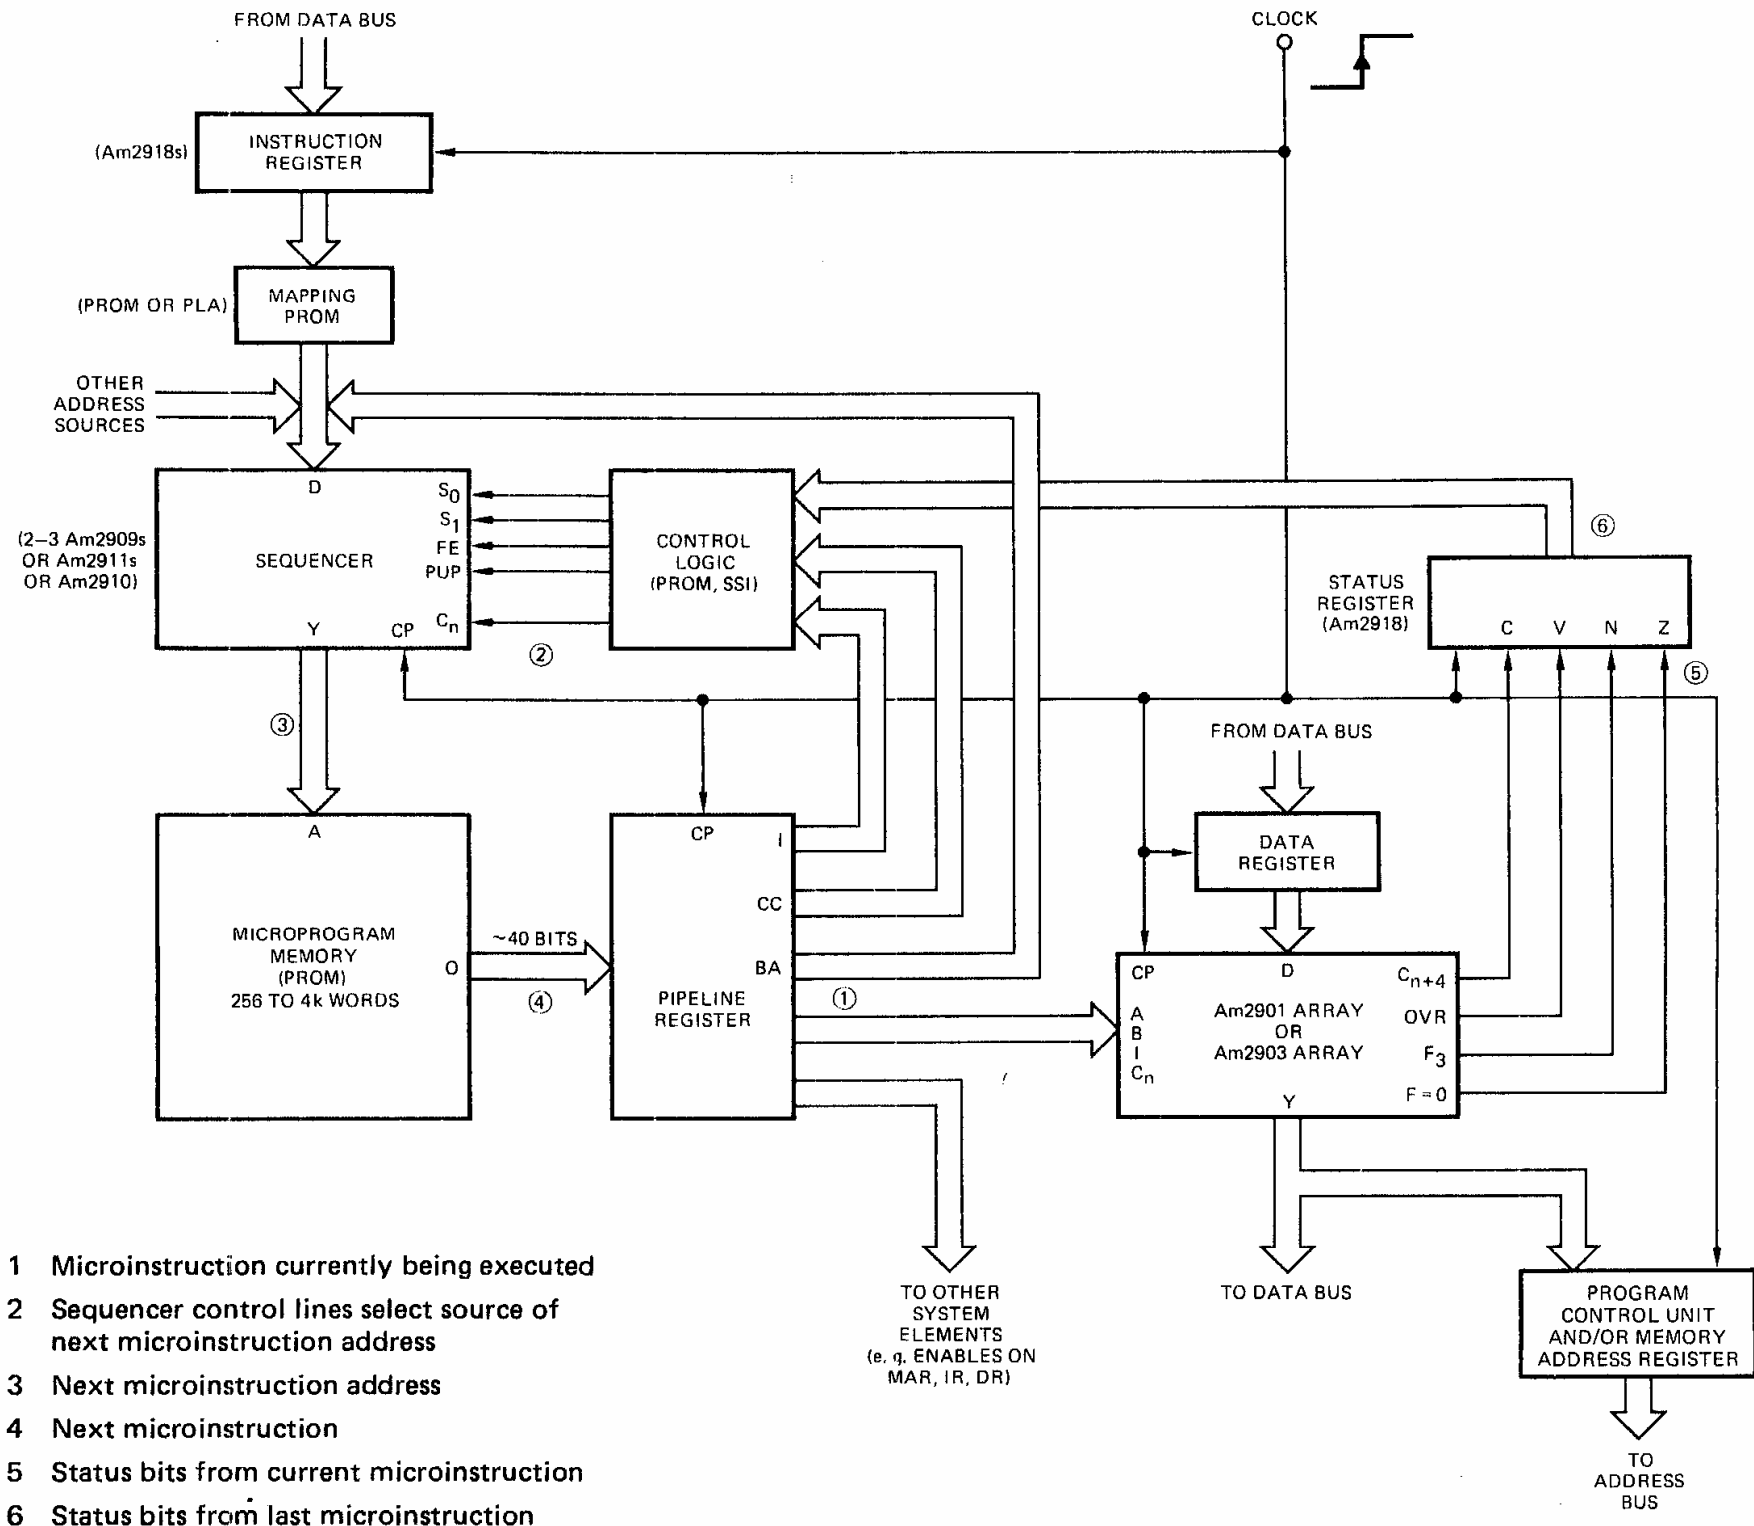 FROM DATA BUS
CLOCK
(Am2918s)
INSTRUCTION
REGISTER
(PROM OR PLA)
MAPPING
PROM
OTHER
ADDRESS
SOURCES
D
S0
S1
FE
PUP
Cn
(2–3 Am2909s
OR Am2911s
OR Am2910)
SEQUENCER
Y
CP
CONTROL
LOGIC
(PROM, SSI)
②
⑥
STATUS
REGISTER
(Am2918)
C V N Z
⑤
③
FROM DATA BUS
DATA
REGISTER
A
MICROPROGRAM
MEMORY
(PROM)
256 TO 4k WORDS
O
~40 BITS
④
CP
I
CC
BA
PIPELINE
REGISTER
①
CP
D
Cn+4
A
B
I
Cn
Am2901 ARRAY
OR
Am2903 ARRAY
OVR
F3
F=0
Y
TO OTHER
SYSTEM
ELEMENTS
(e. g. ENABLES ON
MAR, IR, DR)
TO DATA BUS
PROGRAM
CONTROL UNIT
AND/OR MEMORY
ADDRESS REGISTER
TO
ADDRESS
BUS
1 Microinstruction currently being executed
2 Sequencer control lines select source of
next microinstruction address
3 Next microinstruction address
4 Next microinstruction
5 Status bits from current microinstruction
6 Status bits from last microinstruction